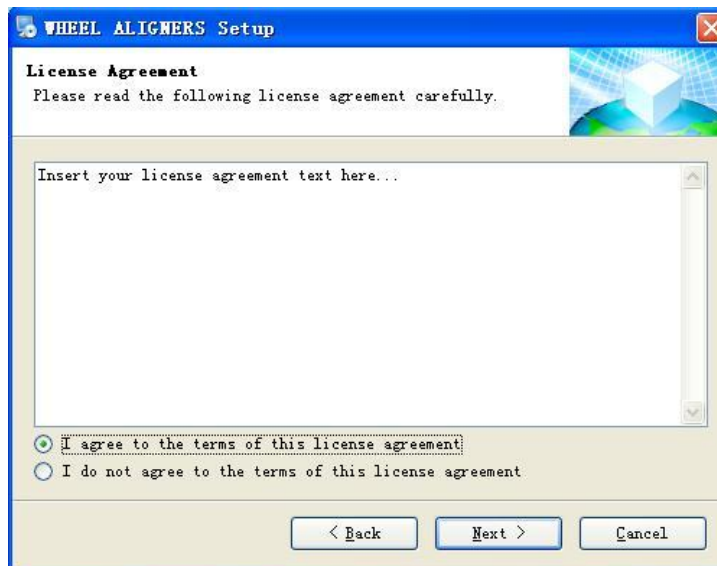 WHEEL ALIGNERS Setup
License Agreement
Please read the following license agreement carefully.
Insert your license agreement text here...
I agree to the terms of this license agreement
I do not agree to the terms of this license agreement
< Back Next > Cancel